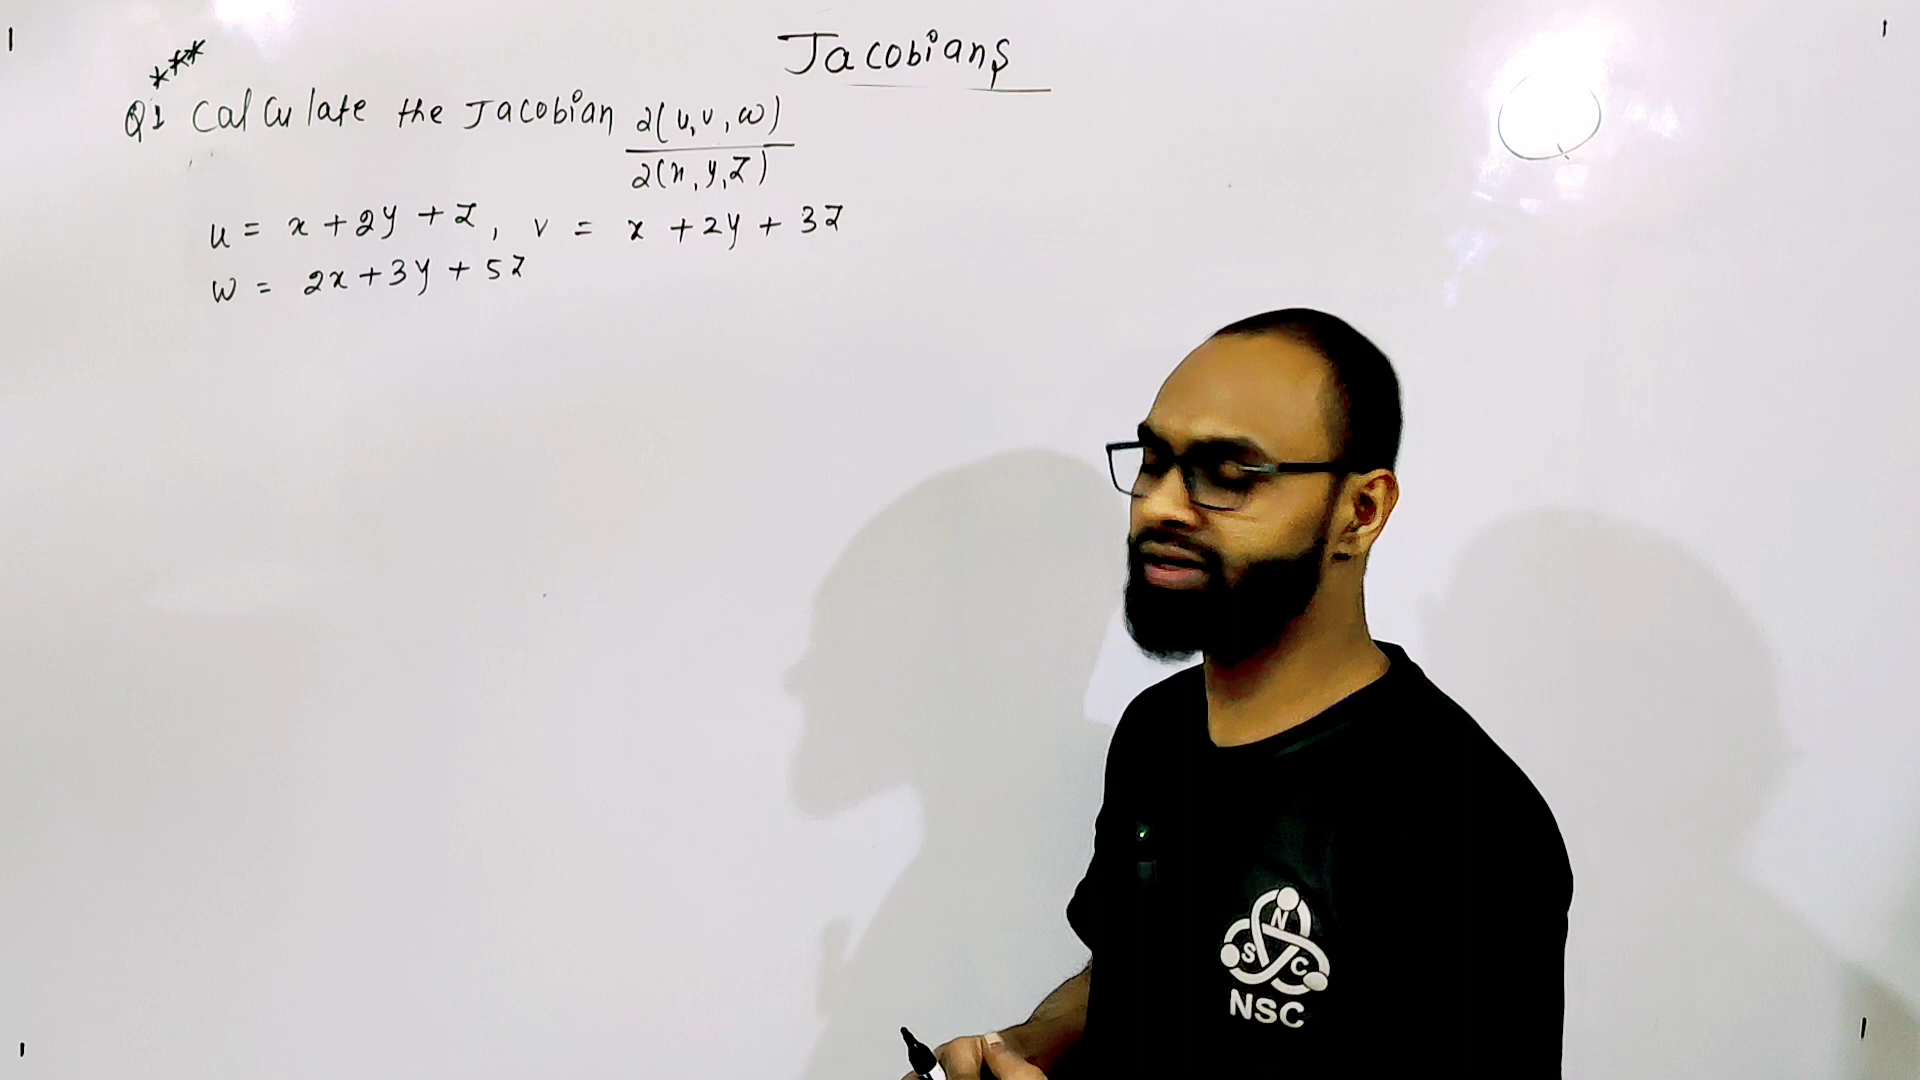 Jacobians
***
Q1 Calculate the Jacobian ∂(u,v,w)
∂(x,y,z)
u = x+2y+z, v = x+2y+3z
w = 2x+3y+5z
N
S C
NSC